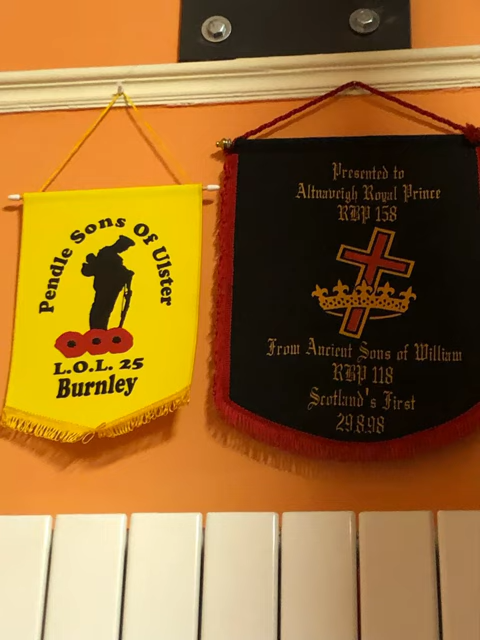 Pendle Sons Of Ulster
L.O.L. 25
Burnley
Presented to
Altnaveigh Royal Prince
RBP 158
From Ancient Sons of William
RBP 118
Scotland's First
29.8.98